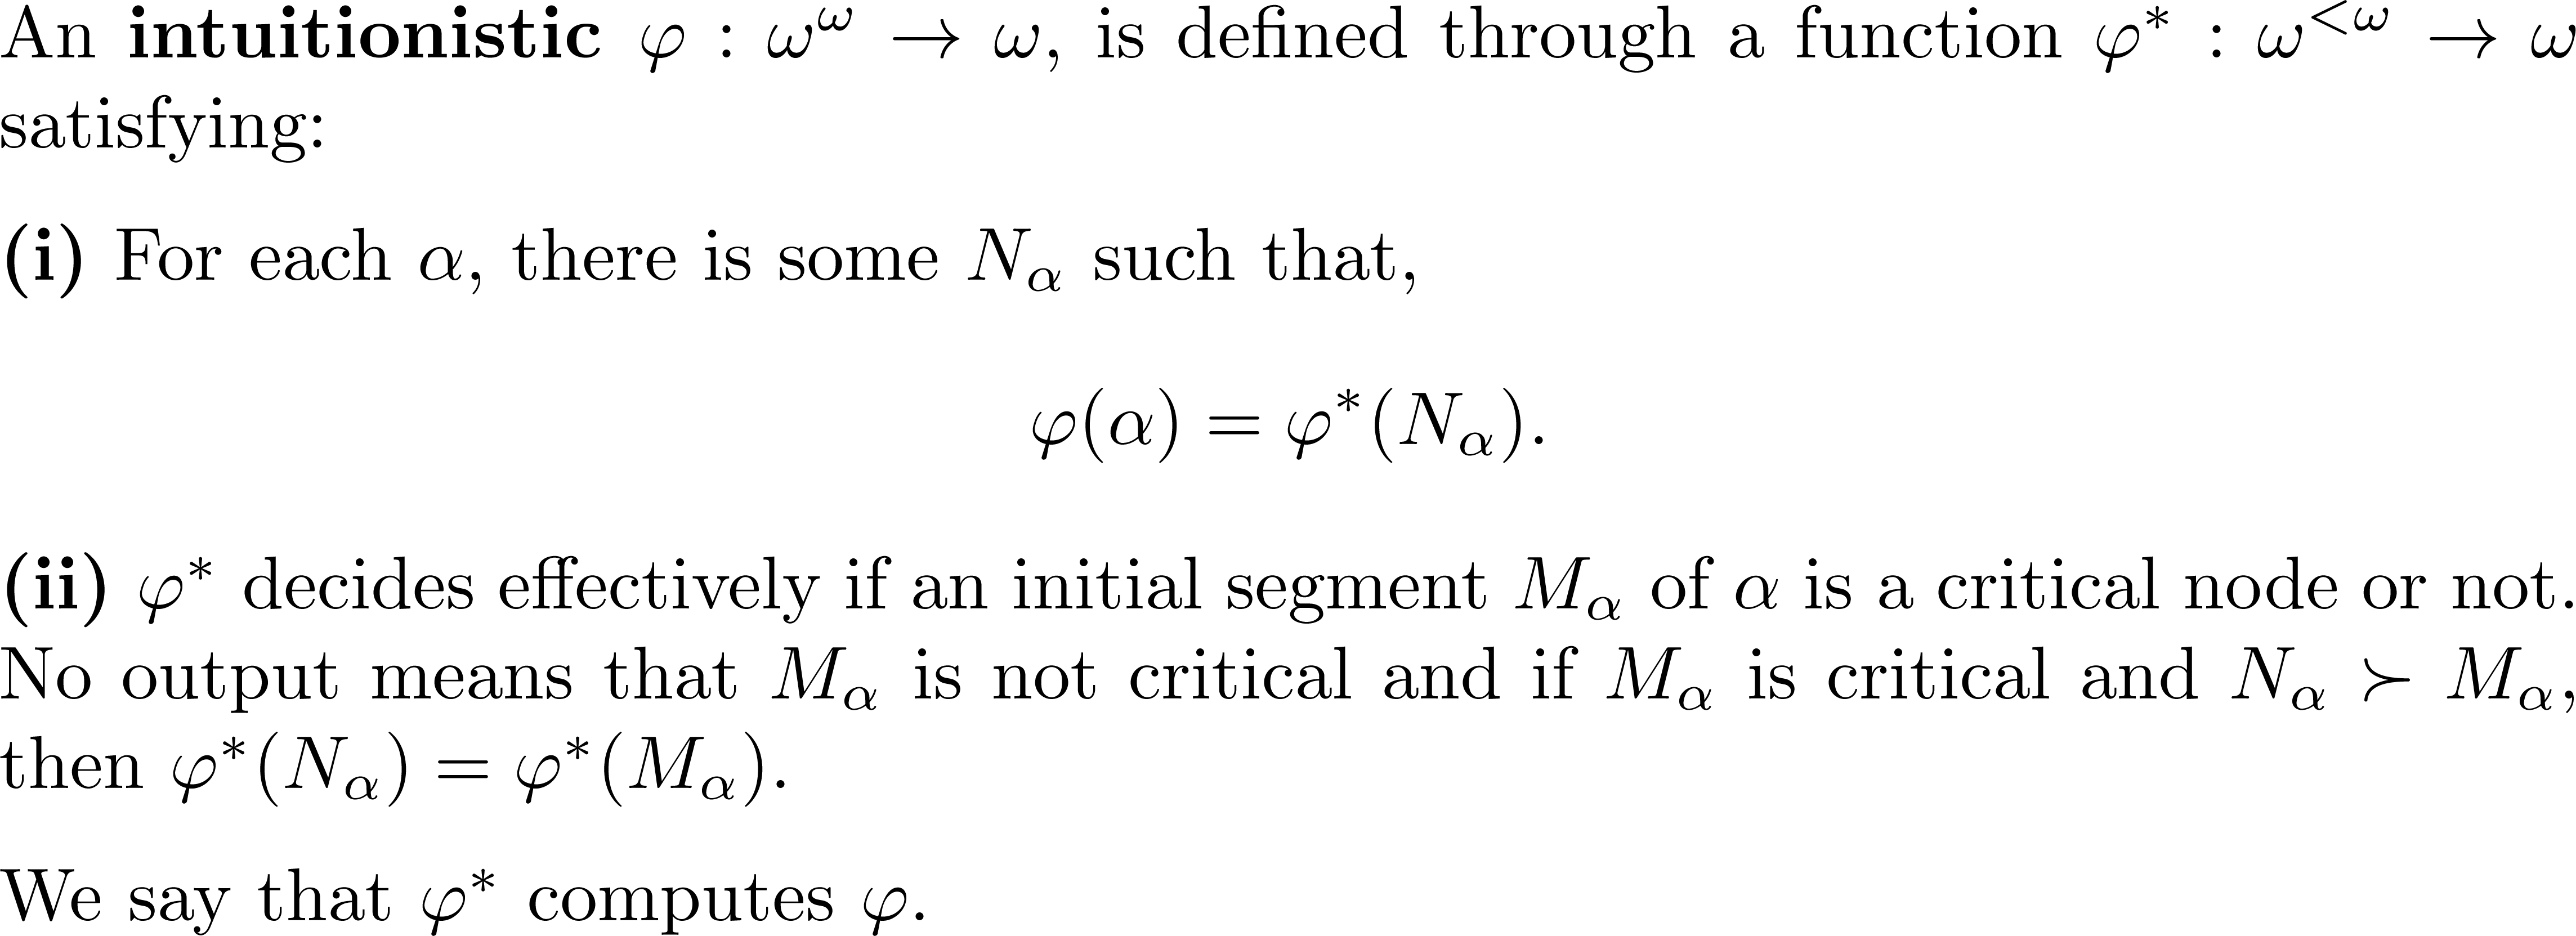 An intuitionistic φ : ω^ω → ω, is defined through a function φ* : ω^{<ω} → ω
satisfying:
(i) For each α, there is some N_α such that,
φ(α) = φ*(N_α).
(ii) φ* decides effectively if an initial segment M_α of α is a critical node or not.
No output means that M_α is not critical and if M_α is critical and N_α ≻ M_α,
then φ*(N_α) = φ*(M_α).
We say that φ* computes φ.